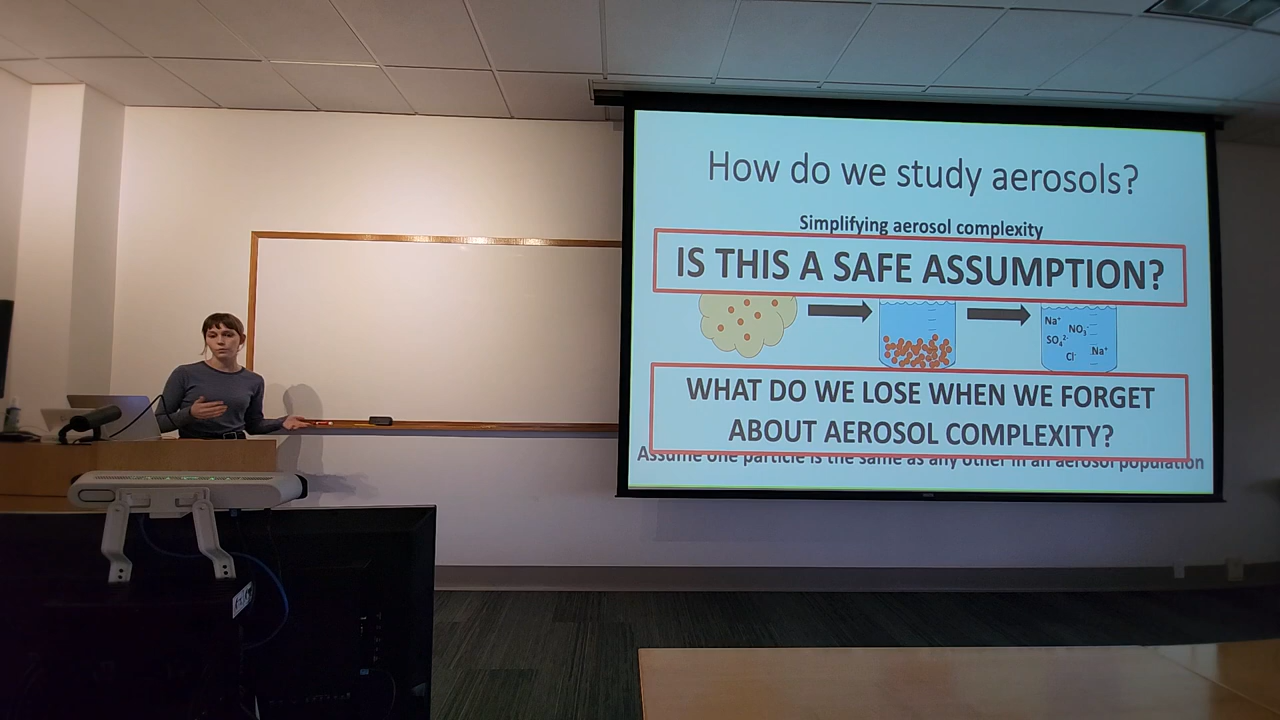 How do we study aerosols?
Simplifying aerosol complexity
IS THIS A SAFE ASSUMPTION?
Na⁺
NO₃⁻
SO₄²⁻
Cl⁻
Na⁺
WHAT DO WE LOSE WHEN WE FORGET
ABOUT AEROSOL COMPLEXITY?
Assume one particle is the same as any other in an aerosol population